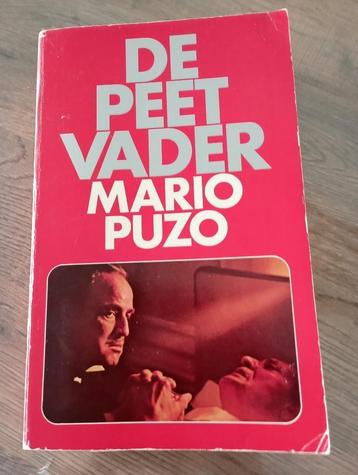 DE
PEET
VADER
MARIO
PUZO